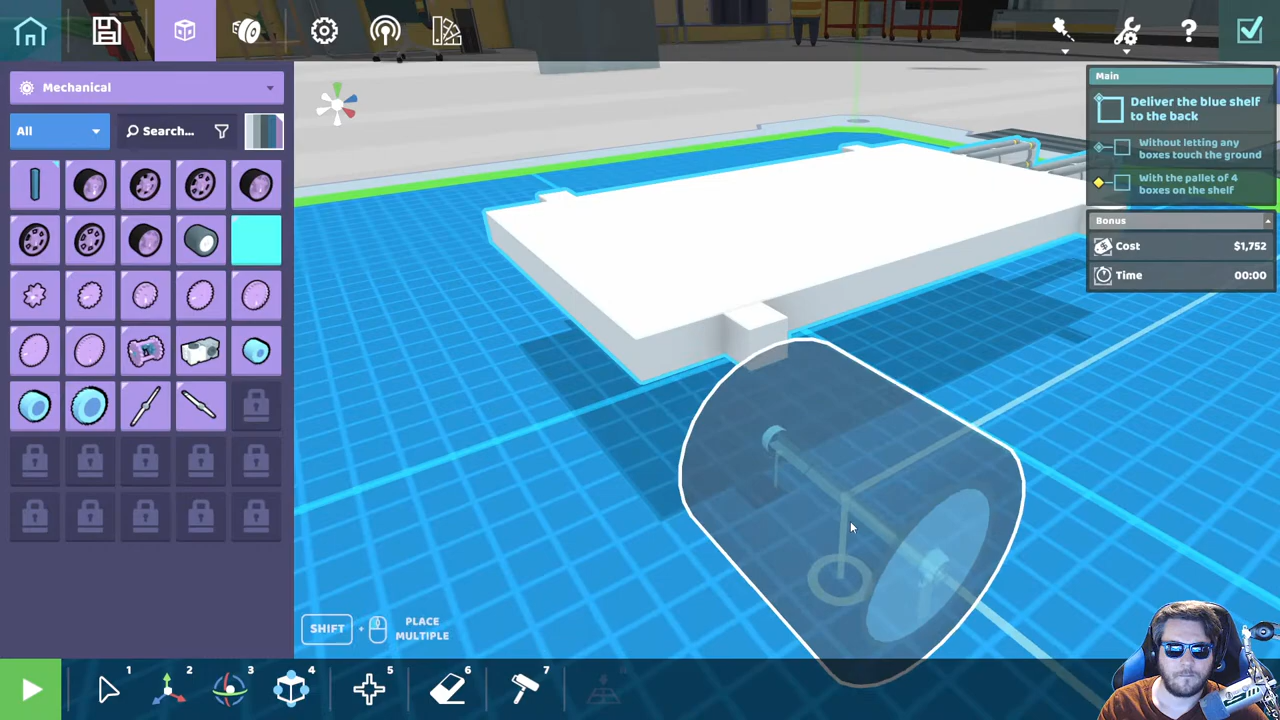 Mechanical
All
Search...
Main
Deliver the blue shelf
to the back
Without letting any
boxes touch the ground
With the pallet of 4
boxes on the shelf
Bonus
Cost
$1,752
Time
00:00
SHIFT
+
PLACE
MULTIPLE
1
2
3
4
5
6
7